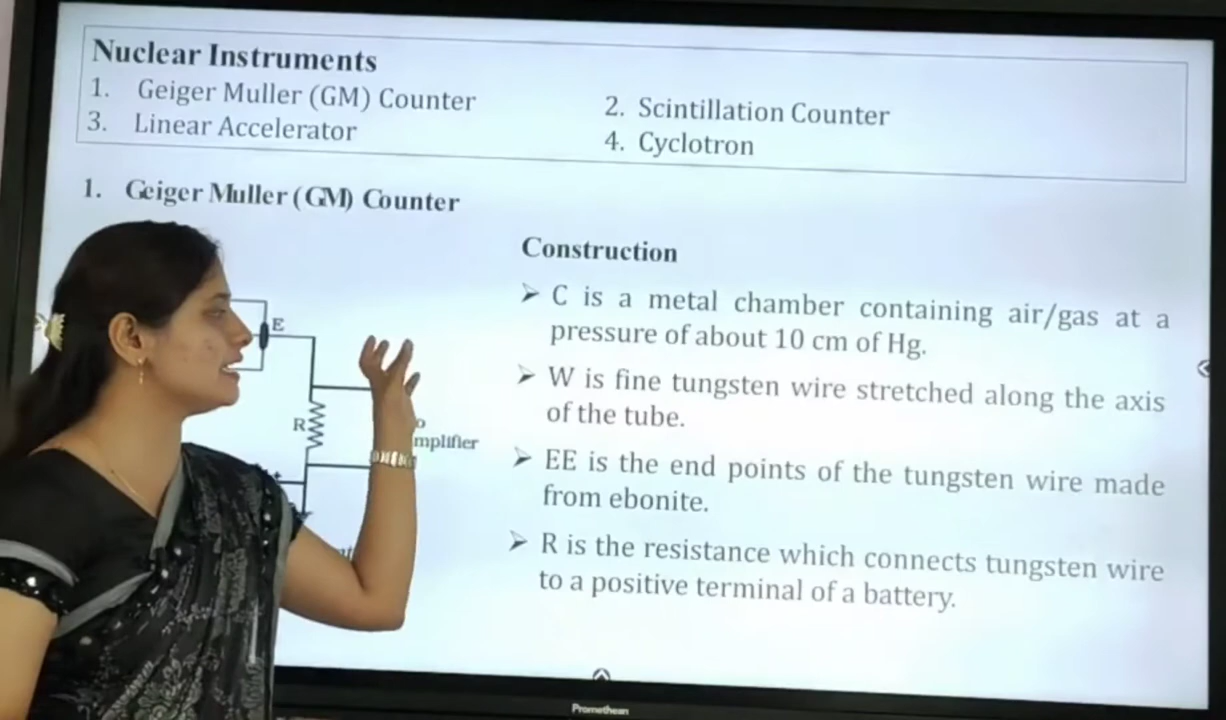 Nuclear Instruments
1. Geiger Muller (GM) Counter
2. Scintillation Counter
3. Linear Accelerator
4. Cyclotron
1. Geiger Muller (GM) Counter
E
R
mplifier
+
Construction
➢ C is a metal chamber containing air/gas at a
pressure of about 10 cm of Hg.
➢ W is fine tungsten wire stretched along the axis
of the tube.
➢ EE is the end points of the tungsten wire made
from ebonite.
➢ R is the resistance which connects tungsten wire
to a positive terminal of a battery.
Promethean